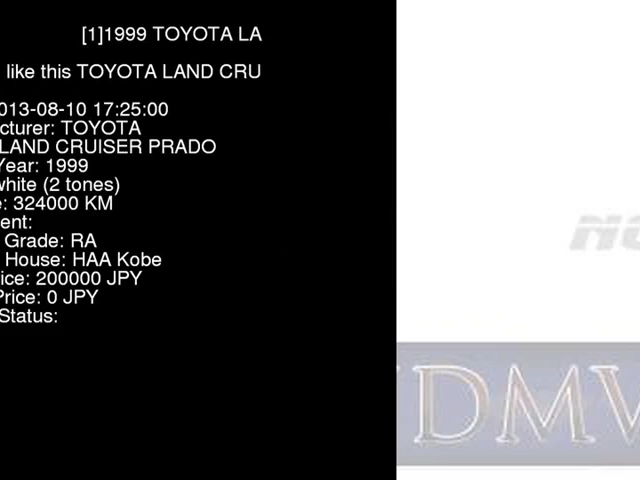 [1]1999 TOYOTA LA
like this TOYOTA LAND CRU
013-08-10 17:25:00
cturer: TOYOTA
LAND CRUISER PRADO
Year: 1999
white (2 tones)
e: 324000 KM
ent:
Grade: RA
House: HAA Kobe
ice: 200000 JPY
Price: 0 JPY
Status:
DMV